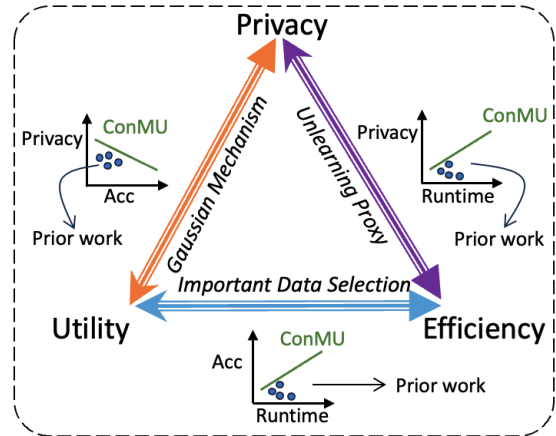 Privacy
Privacy
ConMU
Acc
Prior work
Gaussian Mechanism
Unlearning Proxy
Privacy
ConMU
Runtime
Prior work
Important Data Selection
Utility
Efficiency
Acc
ConMU
Runtime
Prior work